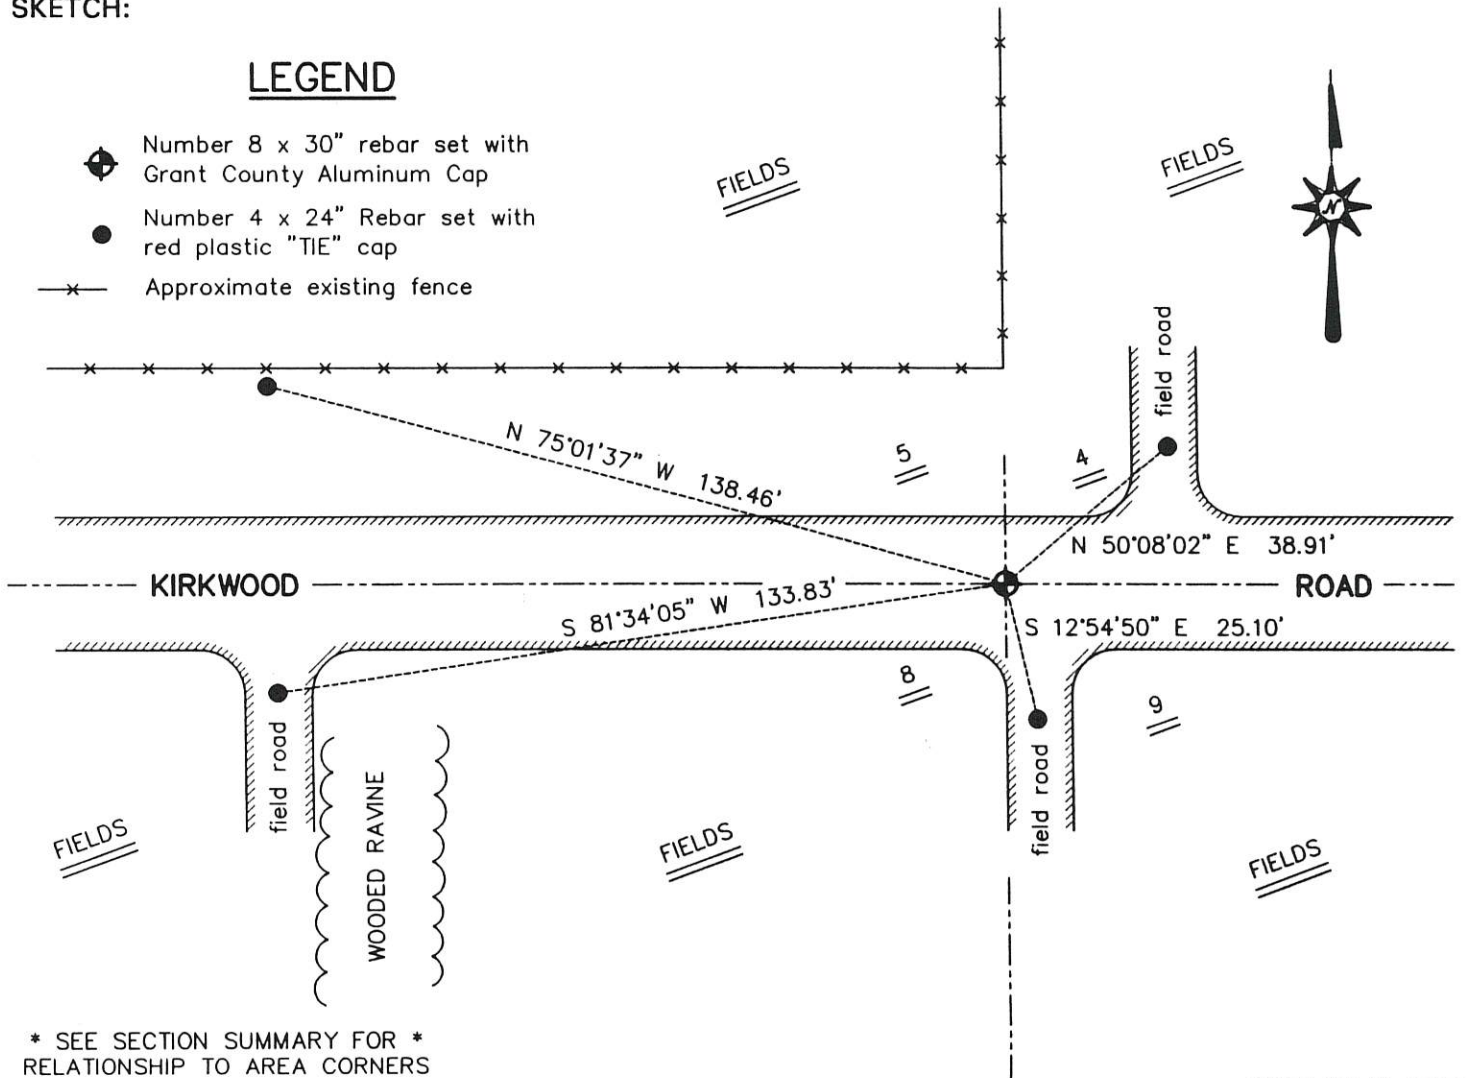 SKETCH:
LEGEND
Number 8 x 30" rebar set with
Grant County Aluminum Cap
Number 4 x 24" Rebar set with
red plastic "TIE" cap
Approximate existing fence
FIELDS
FIELDS
N
field road
N 75°01'37" W 138.46'
5
4
N 50°08'02" E 38.91'
KIRKWOOD
ROAD
S 81°34'05" W 133.83'
S 12°54'50" E 25.10'
8
9
field road
field road
WOODED RAVINE
FIELDS
FIELDS
FIELDS
* SEE SECTION SUMMARY FOR *
RELATIONSHIP TO AREA CORNERS